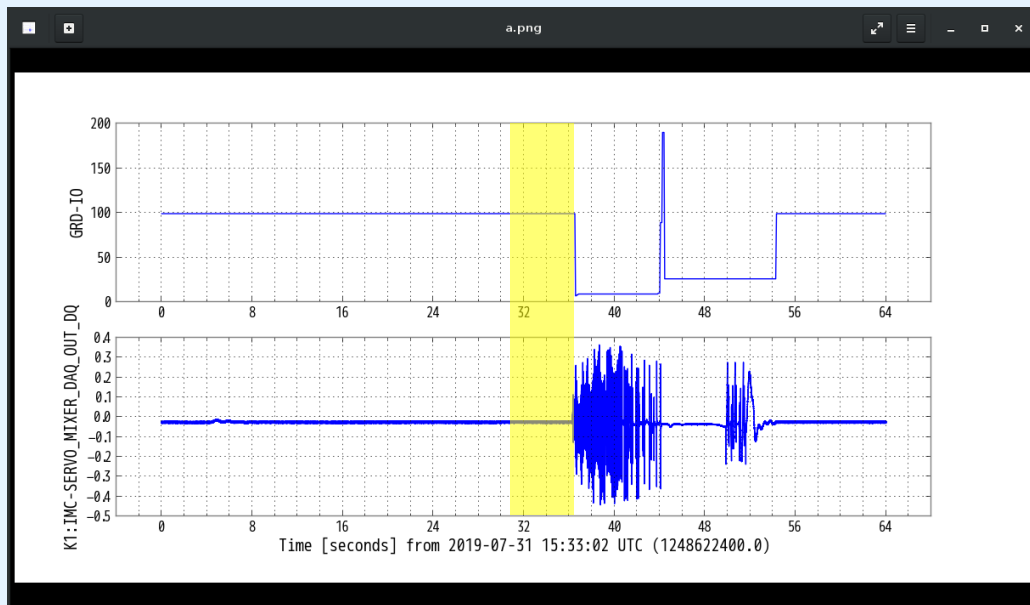 a.png
200
150
100
50
0
GRD-IO
0 8 16 24 32 40 48 56 64
0.4
0.3
0.2
0.1
0.0
−0.1
−0.2
−0.3
−0.4
−0.5
K1:IMC-SERVO_MIXER_DAQ_OUT_DQ
0 8 16 24 32 40 48 56 64
Time [seconds] from 2019-07-31 15:33:02 UTC (1248622400.0)